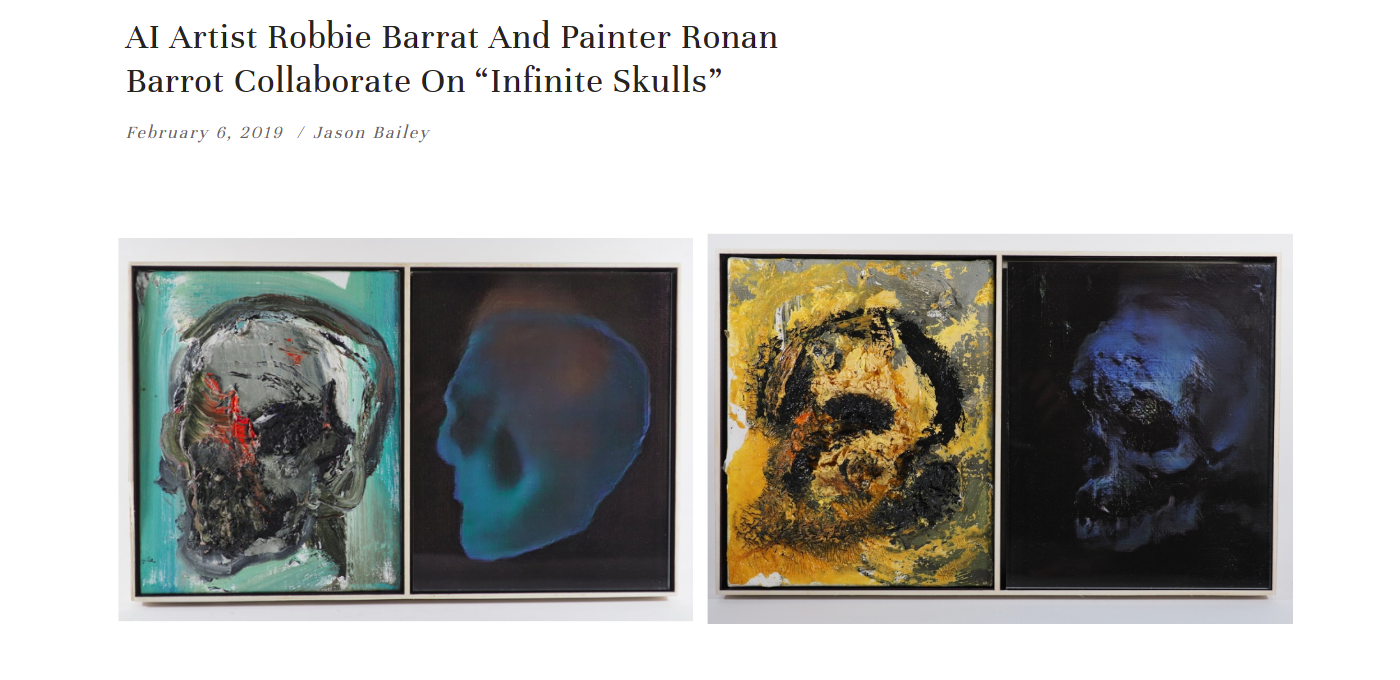 AI Artist Robbie Barrat And Painter Ronan
Barrot Collaborate On “Infinite Skulls”
February 6, 2019 / Jason Bailey